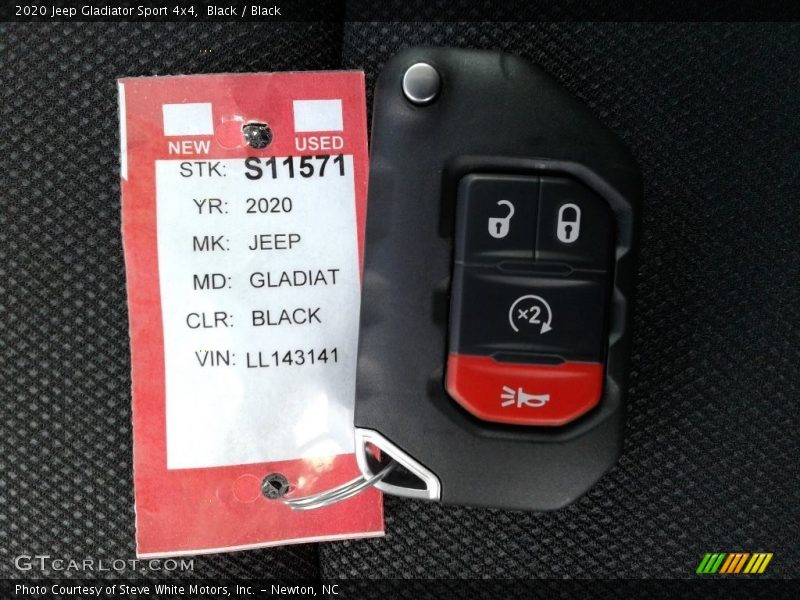 2020 Jeep Gladiator Sport 4x4, Black / Black
NEW USED
STK: S11571
YR: 2020
MK: JEEP
MD: GLADIAT
CLR: BLACK
VIN: LL143141
×2
GTCARLOT.COM
Photo Courtesy of Steve White Motors, Inc. – Newton, NC